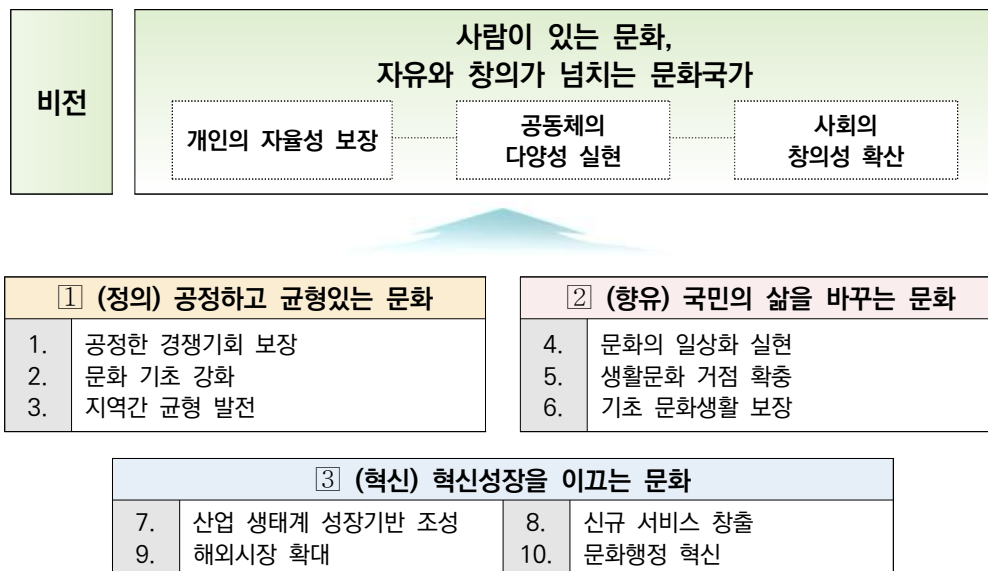 비전
사람이 있는 문화,
자유와 창의가 넘치는 문화국가
개인의 자율성 보장
공동체의
다양성 실현
사회의
창의성 확산
1 (정의) 공정하고 균형있는 문화
1. 공정한 경쟁기회 보장
2. 문화 기초 강화
3. 지역간 균형 발전
2 (향유) 국민의 삶을 바꾸는 문화
4. 문화의 일상화 실현
5. 생활문화 거점 확충
6. 기초 문화생활 보장
3 (혁신) 혁신성장을 이끄는 문화
7. 산업 생태계 성장기반 조성 8. 신규 서비스 창출
9. 해외시장 확대 10. 문화행정 혁신